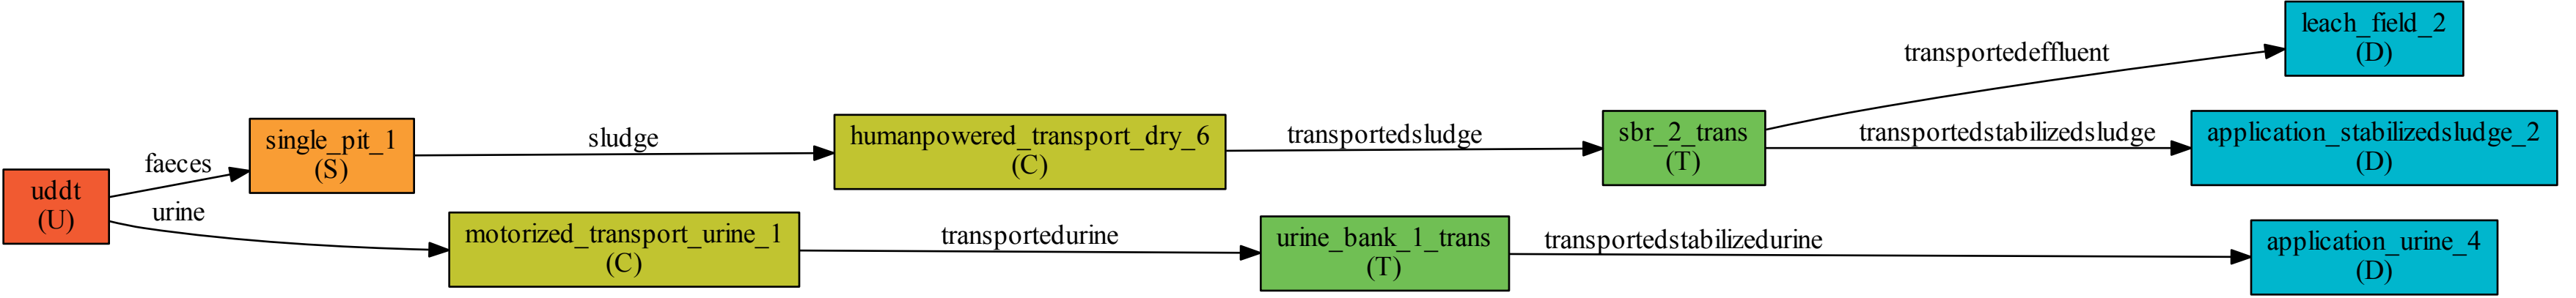 uddt
(U)
faeces
urine
single_pit_1
(S)
sludge
motorized_transport_urine_1
(C)
humanpowered_transport_dry_6
(C)
transportedurine
transportedsludge
urine_bank_1_trans
(T)
sbr_2_trans
(T)
transportedstabilizedurine
transportedeffluent
transportedstabilizedsludge
leach_field_2
(D)
application_stabilizedsludge_2
(D)
application_urine_4
(D)